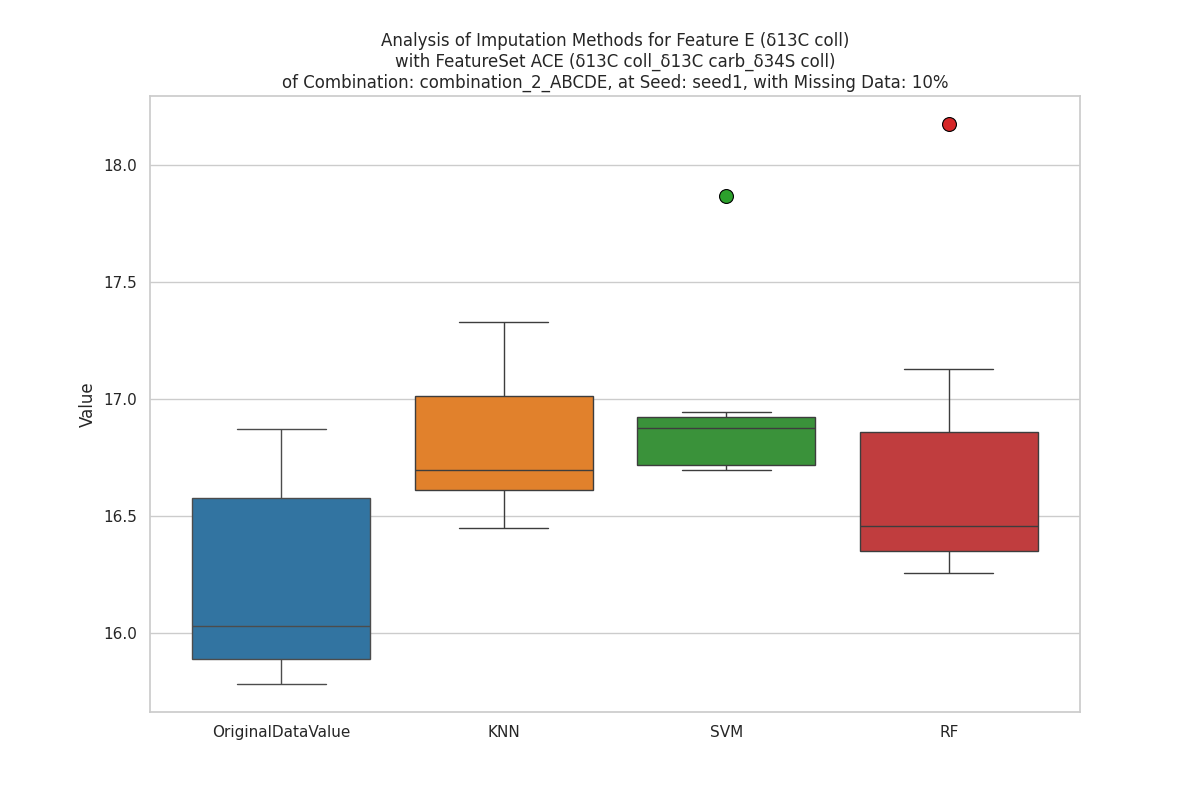 Analysis of Imputation Methods for Feature E (δ13C coll)
with FeatureSet ACE (δ13C coll_δ13C carb_δ34S coll)
of Combination: combination_2_ABCDE, at Seed: seed1, with Missing Data: 10%
18.0
17.5
17.0
16.5
16.0
Value
OriginalDataValue
KNN
SVM
RF